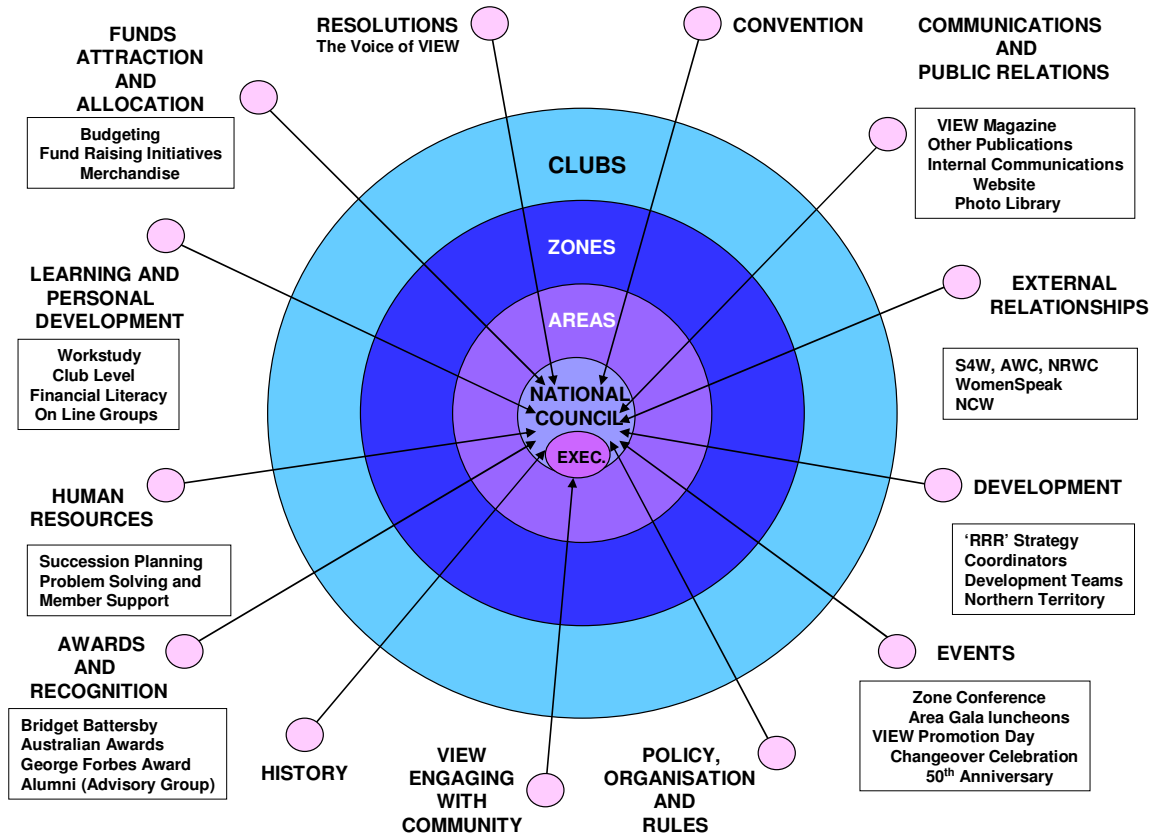 RESOLUTIONS
The Voice of VIEW
CONVENTION
COMMUNICATIONS
AND
PUBLIC RELATIONS
VIEW Magazine
Other Publications
Internal Communications
Website
Photo Library
FUNDS
ATTRACTION
AND
ALLOCATION
Budgeting
Fund Raising Initiatives
Merchandise
CLUBS
ZONES
AREAS
NATIONAL
COUNCIL
EXEC.
LEARNING AND
PERSONAL
DEVELOPMENT
Workstudy
Club Level
Financial Literacy
On Line Groups
EXTERNAL
RELATIONSHIPS
S4W, AWC, NRWC
WomenSpeak
NCW
HUMAN
RESOURCES
Succession Planning
Problem Solving and
Member Support
DEVELOPMENT
‘RRR’ Strategy
Coordinators
Development Teams
Northern Territory
AWARDS
AND
RECOGNITION
Bridget Battersby
Australian Awards
George Forbes Award
Alumni (Advisory Group)
EVENTS
Zone Conference
Area Gala luncheons
VIEW Promotion Day
Changeover Celebration
50th Anniversary
HISTORY
VIEW
ENGAGING
WITH
COMMUNITY
POLICY,
ORGANISATION
AND
RULES